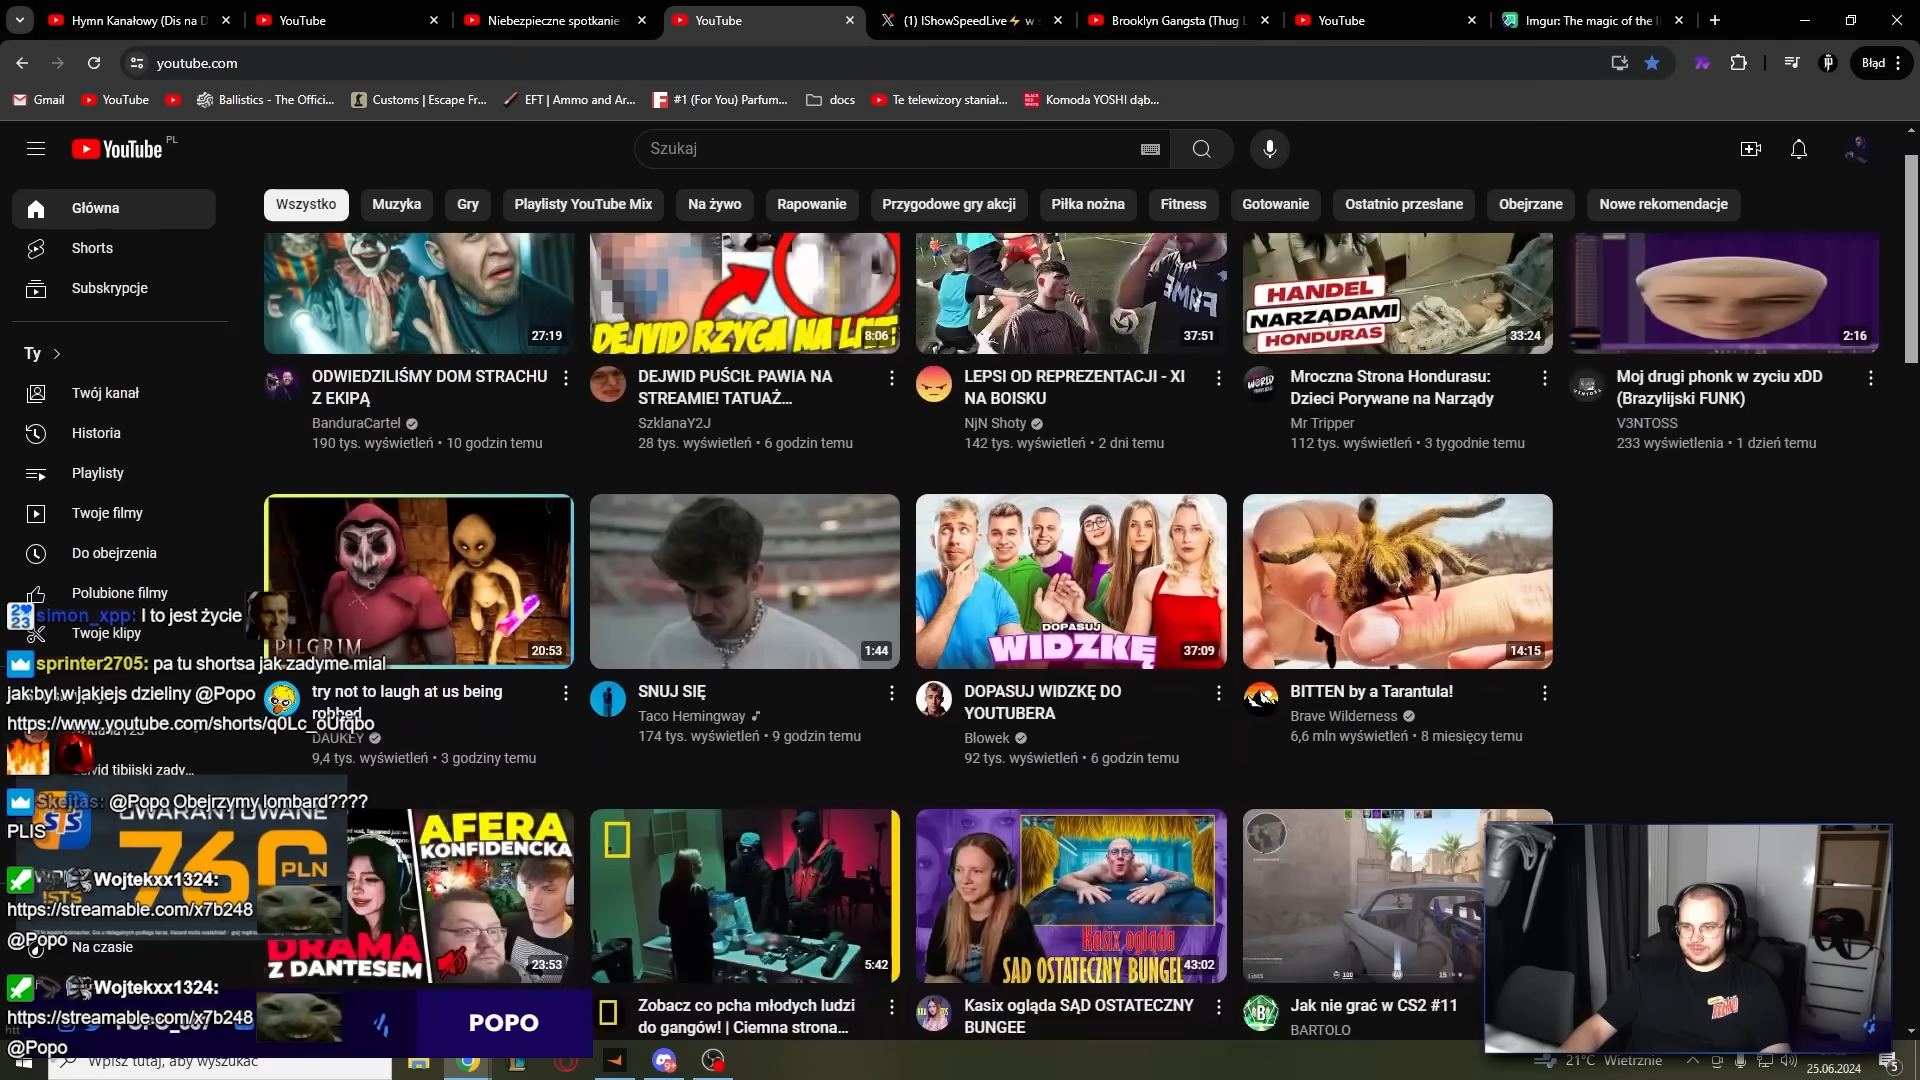 Hymn Kanałowy (Dis na D
YouTube
Niebezpieczne spotkanie
YouTube
(1) IShowSpeedLive⚡ w s
Brooklyn Gangsta (Thug L
YouTube
Imgur: The magic of the I
youtube.com
Błąd
Gmail
YouTube
Ballistics - The Offici...
Customs | Escape Fr...
EFT | Ammo and Ar...
#1 (For You) Parfum...
docs
Te telewizory staniał...
Komoda YOSHI dąb...
YouTube PL
Szukaj
Główna
Shorts
Subskrypcje
Ty
Twój kanał
Historia
Playlisty
Twoje filmy
Do obejrzenia
Polubione filmy
Twoje klipy
Wszystko
Muzyka
Gry
Playlisty YouTube Mix
Na żywo
Rapowanie
Przygodowe gry akcji
Piłka nożna
Fitness
Gotowanie
Ostatnio przesłane
Obejrzane
Nowe rekomendacje
27:19
DEJVID RZYGA NA
8:06
37:51
HANDEL
NARZĄDAMI
HONDURAS
33:24
2:16
ODWIEDZILIŚMY DOM STRACHU
Z EKIPĄ
BanduraCartel
190 tys. wyświetleń • 10 godzin temu
DEJWID PUŚCIŁ PAWIA NA
STREAMIE! TATUAŻ...
SzklanaY2J
28 tys. wyświetleń • 6 godzin temu
LEPSI OD REPREZENTACJI - XI
NA BOISKU
NjN Shoty
142 tys. wyświetleń • 2 dni temu
Mroczna Strona Hondurasu:
Dzieci Porywane na Narządy
Mr Tripper
112 tys. wyświetleń • 3 tygodnie temu
Moj drugi phonk w zyciu xDD
(Brazylijski FUNK)
V3NTOSS
233 wyświetlenia • 1 dzień temu
PILGRIM
20:53
1:44
DOPASUJ
WIDZKĘ
37:09
14:15
try not to laugh at us being
robbed
DAUKEY
9,4 tys. wyświetleń • 3 godziny temu
SNUJ SIĘ
Taco Hemingway
174 tys. wyświetleń • 9 godzin temu
DOPASUJ WIDZKĘ DO
YOUTUBERA
Blowek
92 tys. wyświetleń • 6 godzin temu
BITTEN by a Tarantula!
Brave Wilderness
6,6 mln wyświetleń • 8 miesięcy temu
simon_xpp: I to jest życie
sprinter2705: pa tu shortsa jak zadyme mial
jak byl w jakiejs dzieliny @Popo
https://www.youtube.com/shorts/q0Lc_oUfqbo
tibijski zady...
Skejtas: @Popo Obejrzymy lombard????
PLIS
STS
GWARANTOWANE
760 PLN
Wojtekxx1324:
https://streamable.com/x7b248
@Popo
Na czasie
Wojtekxx1324:
https://streamable.com/x7b248
@Popo
POPO
AFERA
KONFIDENCKA
DRAMA
Z DANTESEM
23:53
5:42
Kasix ogląda
SĄD OSTATECZNY BUNGEE
43:02
Zobacz co pcha młodych ludzi
do gangów! | Ciemna strona...
Kasix ogląda SĄD OSTATECZNY
BUNGEE
Jak nie grać w CS2 #11
BARTOLO
Wpisz tutaj, aby wyszukać
21°C Wietrznie
25.06.2024
5